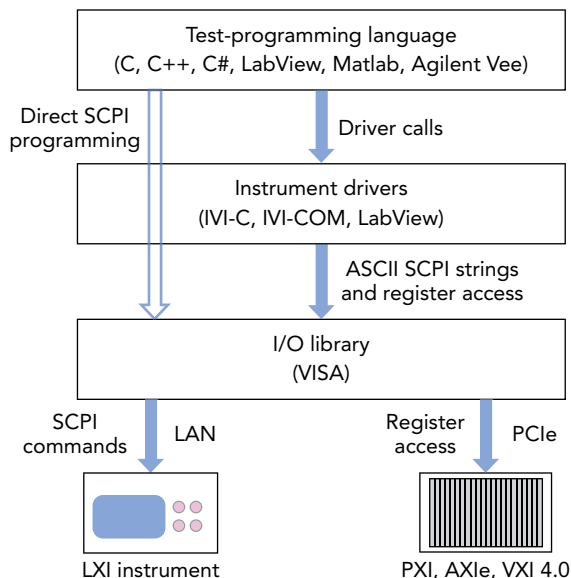 Test-programming language
(C, C++, C#, LabView, Matlab, Agilent Vee)
Direct SCPI
programming
Driver calls
Instrument drivers
(IVI-C, IVI-COM, LabView)
ASCII SCPI strings
and register access
I/O library
(VISA)
SCPI
commands
LAN
Register
access
PCIe
LXI instrument
PXI, AXIe, VXI 4.0